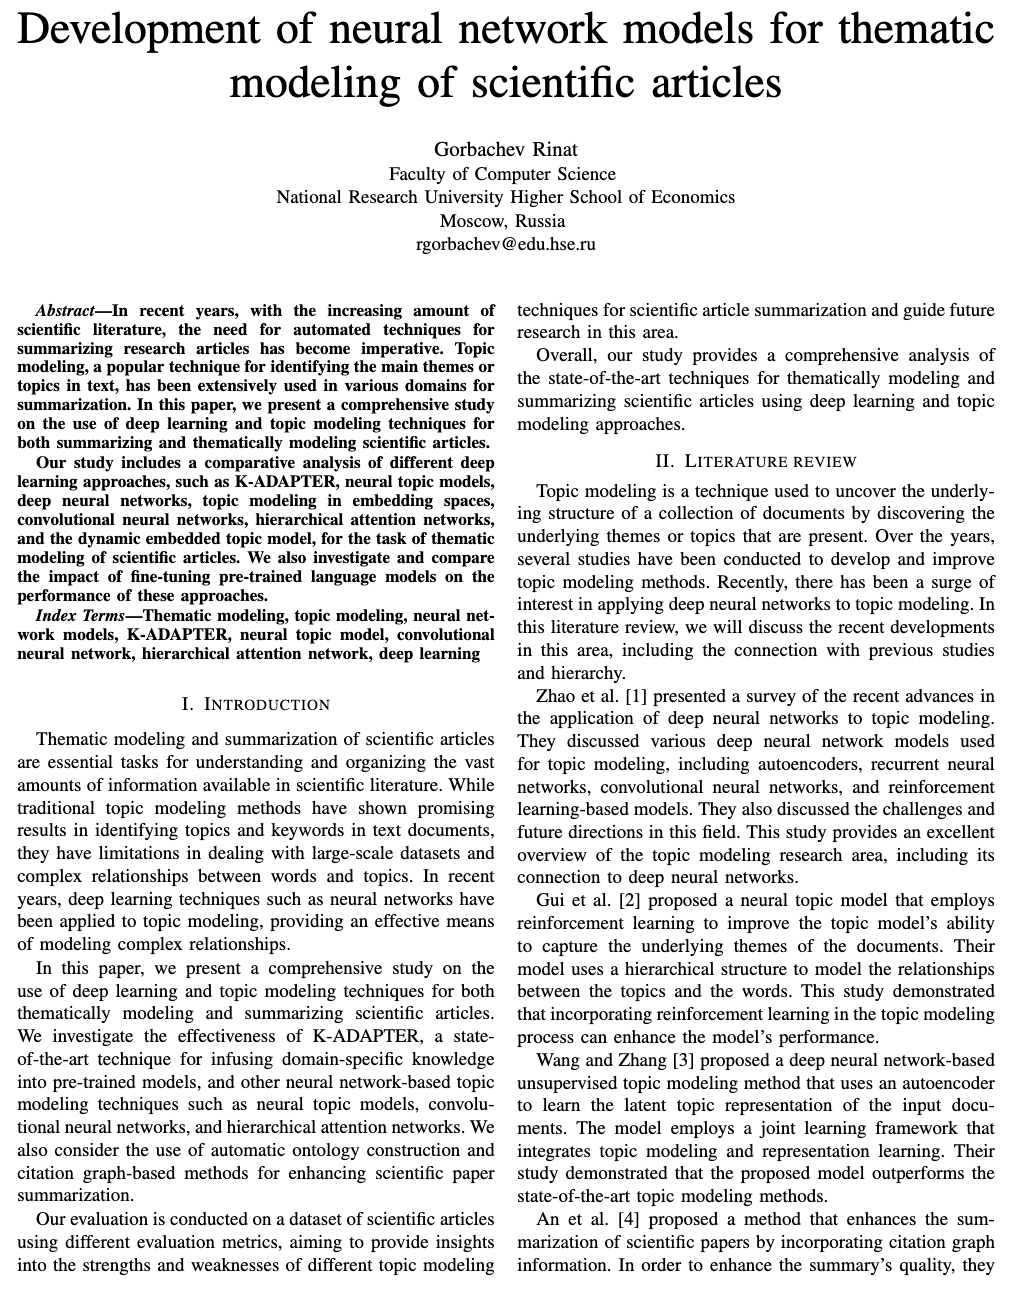 Development of neural network models for thematic
modeling of scientific articles
Gorbachev Rinat
Faculty of Computer Science
National Research University Higher School of Economics
Moscow, Russia
rgorbachev@edu.hse.ru
Abstract—In recent years, with the increasing amount of
scientific literature, the need for automated techniques for
summarizing research articles has become imperative. Topic
modeling, a popular technique for identifying the main themes or
topics in text, has been extensively used in various domains for
summarization. In this paper, we present a comprehensive study
on the use of deep learning and topic modeling techniques for
both summarizing and thematically modeling scientific articles.
Our study includes a comparative analysis of different deep
learning approaches, such as K-ADAPTER, neural topic models,
deep neural networks, topic modeling in embedding spaces,
convolutional neural networks, hierarchical attention networks,
and the dynamic embedded topic model, for the task of thematic
modeling of scientific articles. We also investigate and compare
the impact of fine-tuning pre-trained language models on the
performance of these approaches.
Index Terms—Thematic modeling, topic modeling, neural net-
work models, K-ADAPTER, neural topic model, convolutional
neural network, hierarchical attention network, deep learning
I. INTRODUCTION
Thematic modeling and summarization of scientific articles
are essential tasks for understanding and organizing the vast
amounts of information available in scientific literature. While
traditional topic modeling methods have shown promising
results in identifying topics and keywords in text documents,
they have limitations in dealing with large-scale datasets and
complex relationships between words and topics. In recent
years, deep learning techniques such as neural networks have
been applied to topic modeling, providing an effective means
of modeling complex relationships.
In this paper, we present a comprehensive study on the
use of deep learning and topic modeling techniques for both
thematically modeling and summarizing scientific articles.
We investigate the effectiveness of K-ADAPTER, a state-
of-the-art technique for infusing domain-specific knowledge
into pre-trained models, and other neural network-based topic
modeling techniques such as neural topic models, convolu-
tional neural networks, and hierarchical attention networks. We
also consider the use of automatic ontology construction and
citation graph-based methods for enhancing scientific paper
summarization.
Our evaluation is conducted on a dataset of scientific articles
using different evaluation metrics, aiming to provide insights
into the strengths and weaknesses of different topic modeling
techniques for scientific article summarization and guide future
research in this area.
Overall, our study provides a comprehensive analysis of
the state-of-the-art techniques for thematically modeling and
summarizing scientific articles using deep learning and topic
modeling approaches.
II. LITERATURE REVIEW
Topic modeling is a technique used to uncover the underly-
ing structure of a collection of documents by discovering the
underlying themes or topics that are present. Over the years,
several studies have been conducted to develop and improve
topic modeling methods. Recently, there has been a surge of
interest in applying deep neural networks to topic modeling. In
this literature review, we will discuss the recent developments
in this area, including the connection with previous studies
and hierarchy.
Zhao et al. [1] presented a survey of the recent advances in
the application of deep neural networks to topic modeling.
They discussed various deep neural network models used
for topic modeling, including autoencoders, recurrent neural
networks, convolutional neural networks, and reinforcement
learning-based models. They also discussed the challenges and
future directions in this field. This study provides an excellent
overview of the topic modeling research area, including its
connection to deep neural networks.
Gui et al. [2] proposed a neural topic model that employs
reinforcement learning to improve the topic model's ability
to capture the underlying themes of the documents. Their
model uses a hierarchical structure to model the relationships
between the topics and the words. This study demonstrated
that incorporating reinforcement learning in the topic modeling
process can enhance the model's performance.
Wang and Zhang [3] proposed a deep neural network-based
unsupervised topic modeling method that uses an autoencoder
to learn the latent topic representation of the input docu-
ments. The model employs a joint learning framework that
integrates topic modeling and representation learning. Their
study demonstrated that the proposed model outperforms the
state-of-the-art topic modeling methods.
An et al. [4] proposed a method that enhances the sum-
marization of scientific papers by incorporating citation graph
information. In order to enhance the summary's quality, they